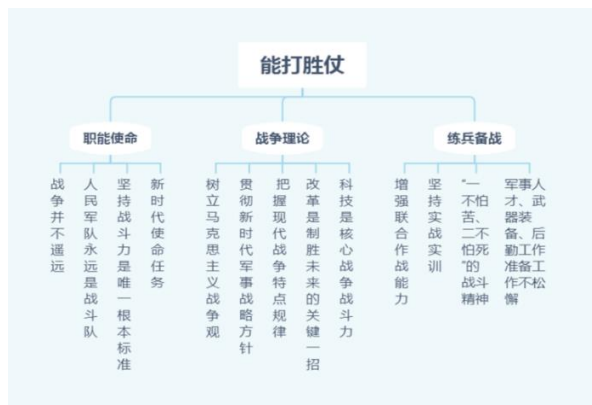 能打胜仗
职能使命
战争理论
练兵备战
战争并不遥远
人民军队永远是战斗队
坚持战斗力是唯一根本标准
新时代使命任务
树立马克思主义战争观
贯彻新时代军事战略方针
把握现代战争特点规律
改革是制胜未来的关键一招
科技是核心战争战斗力
增强联合作战能力
坚持实战实训
“一不怕苦、二不怕死”的战斗精神
军事人才、武器装备、后勤工作准备工作不松懈